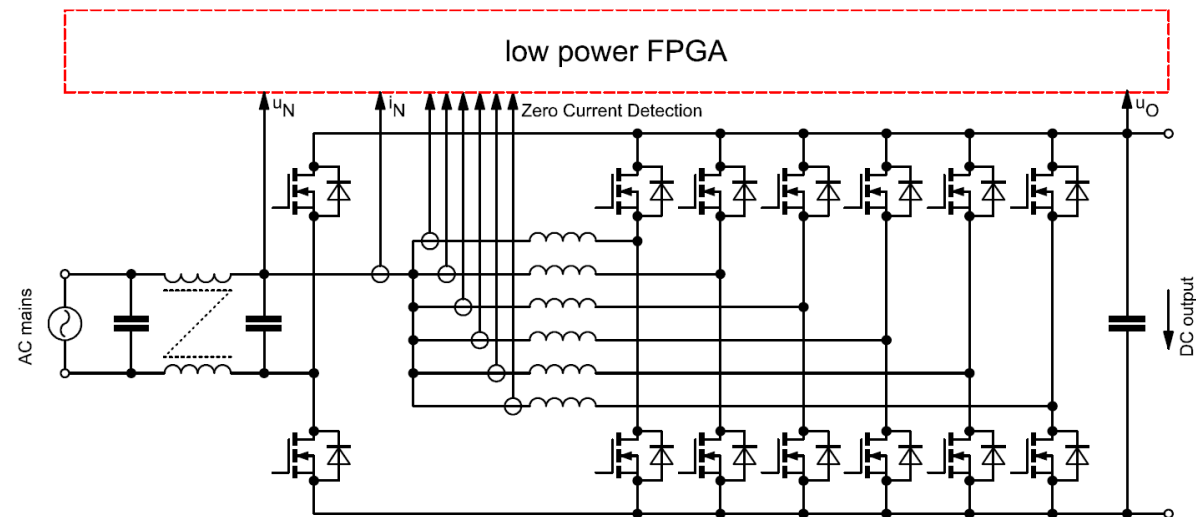 low power FPGA
uN
iN
Zero Current Detection
uO
AC mains
DC output